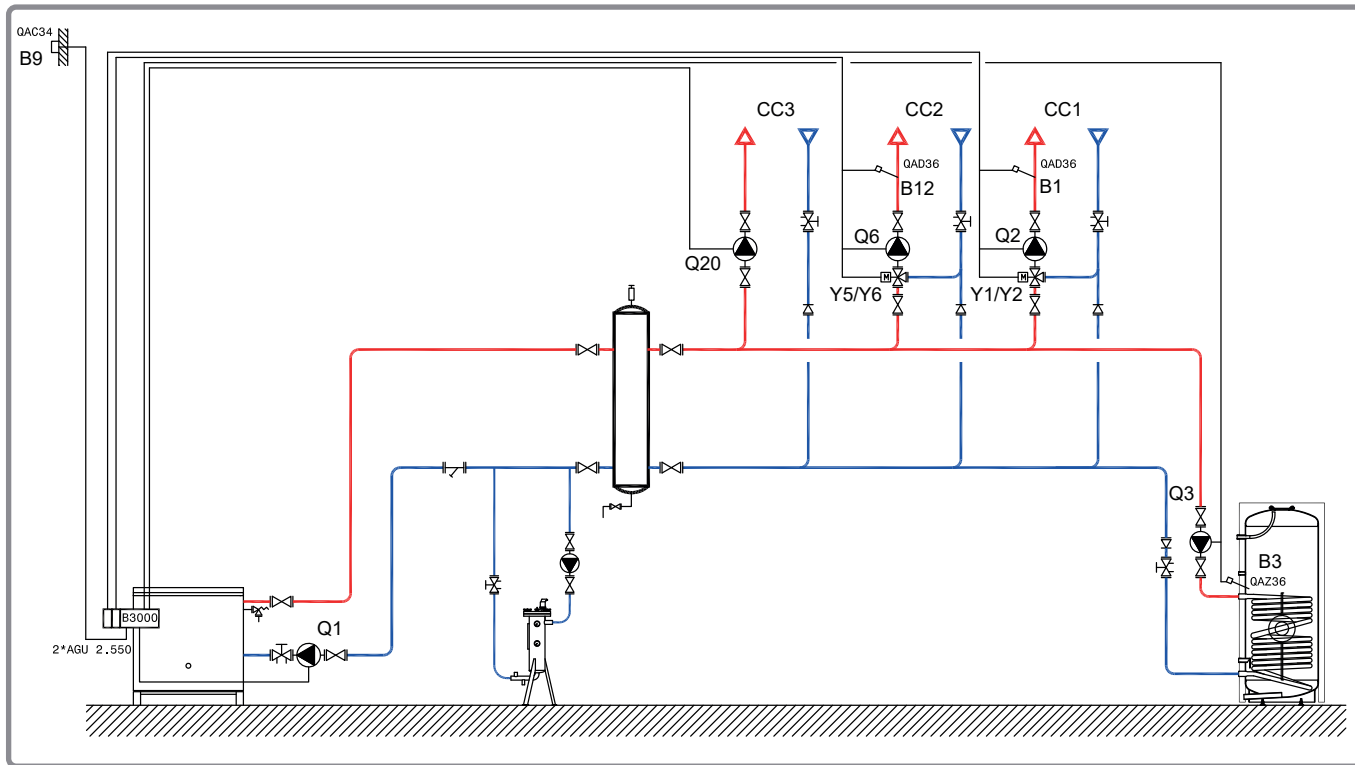 QAC34
B9
CC3
CC2
CC1
QAD36
B12
QAD36
B1
Q20
Q6
Q2
Y5/Y6
Y1/Y2
Q3
B3
QAZ36
B3000
2*AGU 2.550
Q1
M
M